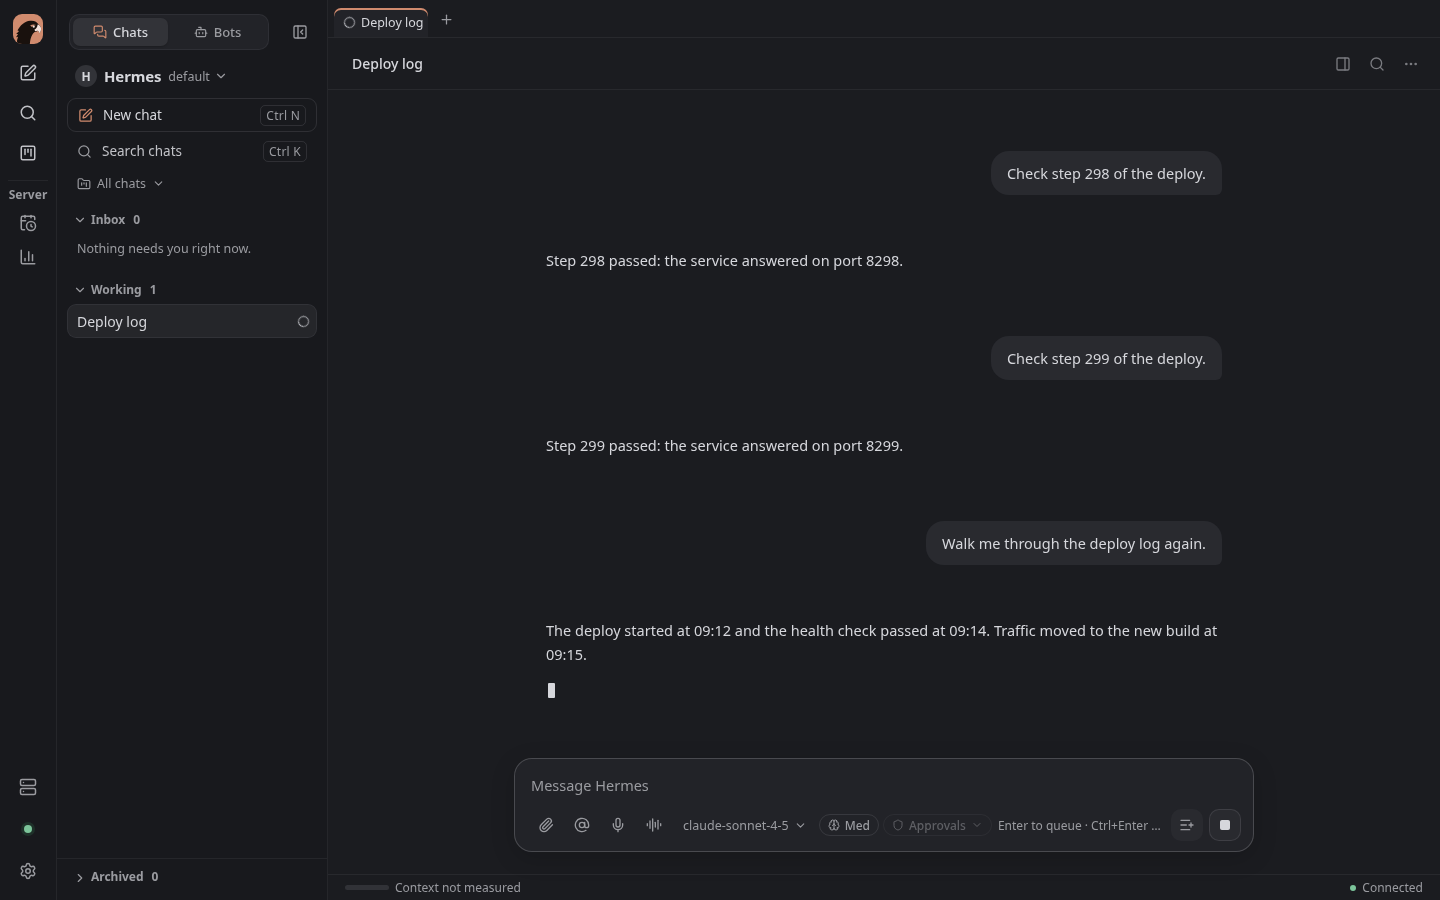 Chats
Bots
H Hermes default
New chat Ctrl N
Search chats Ctrl K
All chats
Server
Inbox 0
Nothing needs you right now.
Working 1
Deploy log
Archived 0
Deploy log
Deploy log
Check step 298 of the deploy.
Step 298 passed: the service answered on port 8298.
Check step 299 of the deploy.
Step 299 passed: the service answered on port 8299.
Walk me through the deploy log again.
The deploy started at 09:12 and the health check passed at 09:14. Traffic moved to the new build at
09:15.
Message Hermes
claude-sonnet-4-5 Med Approvals Enter to queue · Ctrl+Enter ...
Context not measured
Connected